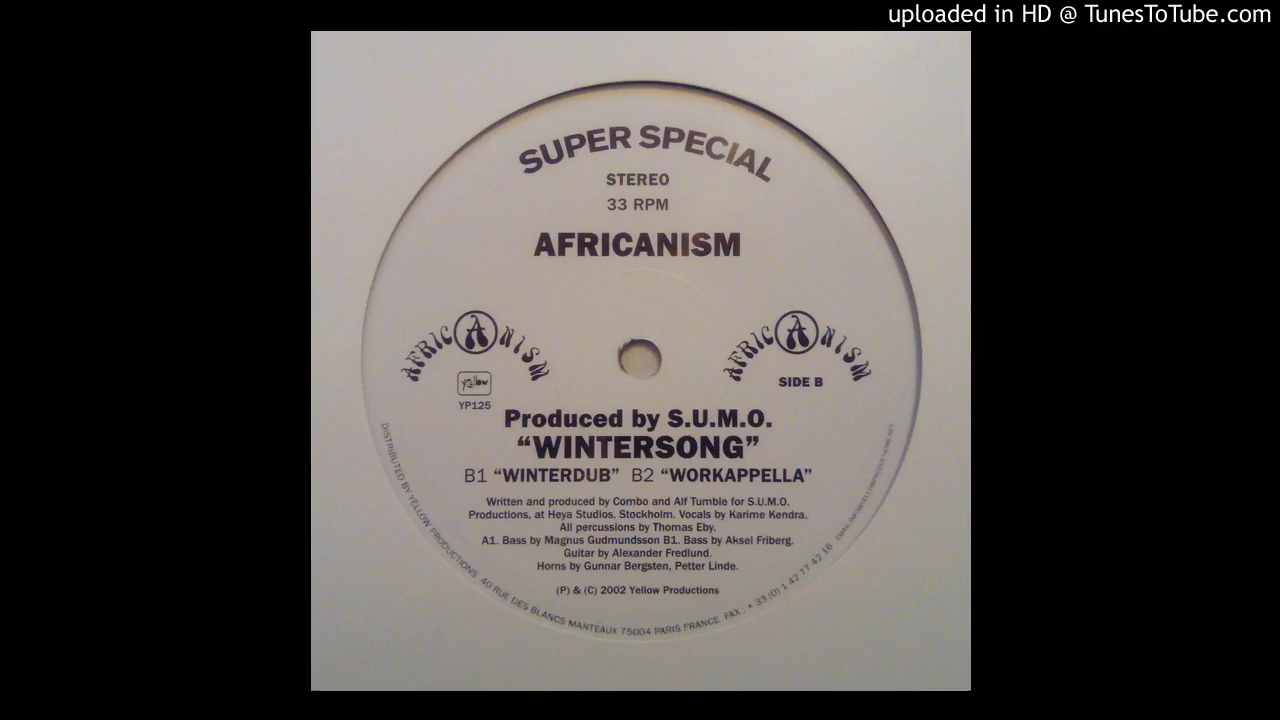 uploaded in HD @ TunesToTube.com
SUPER SPECIAL
STEREO
33 RPM
AFRICANISM
AFRICANISM
AFRICANISM
yellow
YP125
SIDE B
Produced by S.U.M.O.
“WINTERSONG”
B1 “WINTERDUB” B2 “WORKAPPELLA”
Written and produced by Combo and Alf Tumble for S.U.M.O.
Productions, at Heya Studios, Stockholm. Vocals by Karime Kendra.
All percussions by Thomas Eby.
A1. Bass by Magnus Gudmundsson B1. Bass by Aksel Friberg.
Guitar by Alexander Fredlund.
Horns by Gunnar Bergsten, Petter Linde.
(P) & (C) 2002 Yellow Productions
DISTRIBUTED BY YELLOW PRODUCTIONS 40 RUE DES BLANCS MANTEAUX 75004 PARIS FRANCE FAX : + 33 (0) 1 42 77 42 16 EMAIL:INFO@YELLOWPRODUCTIONS.NET